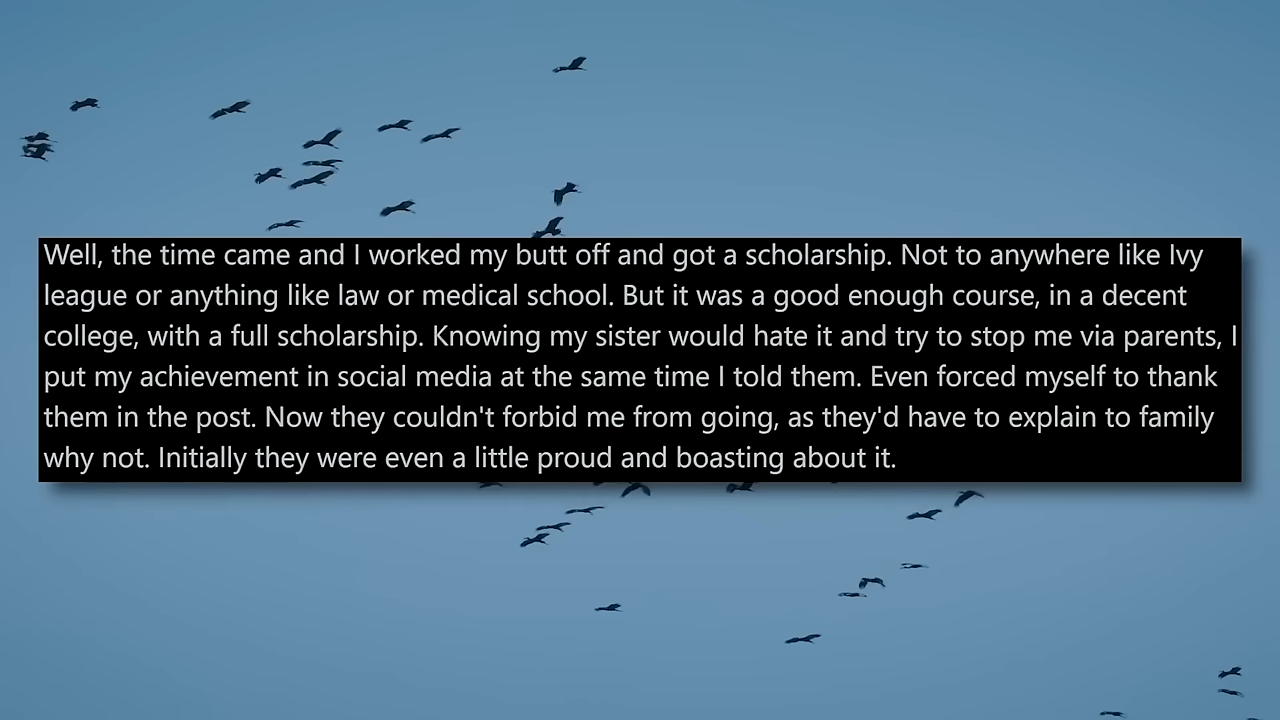 Well, the time came and I worked my butt off and got a scholarship. Not to anywhere like Ivy
league or anything like law or medical school. But it was a good enough course, in a decent
college, with a full scholarship. Knowing my sister would hate it and try to stop me via parents, I
put my achievement in social media at the same time I told them. Even forced myself to thank
them in the post. Now they couldn't forbid me from going, as they'd have to explain to family
why not. Initially they were even a little proud and boasting about it.